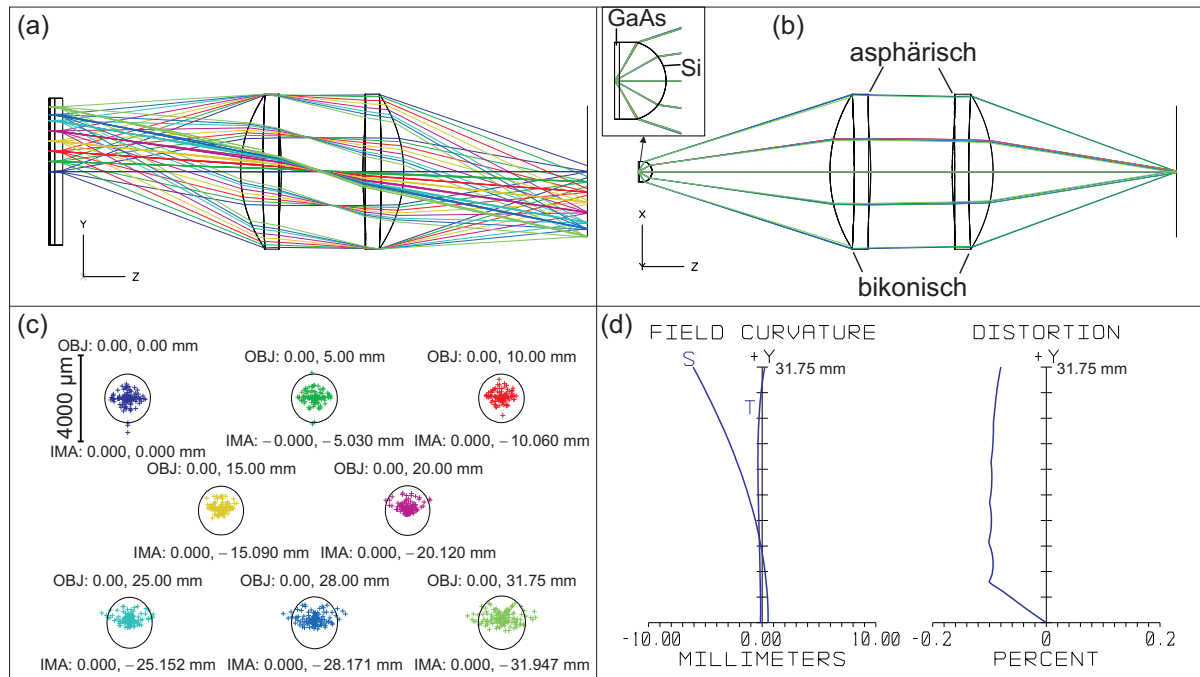 (a)
Y
X
Z
GaAs
Si
(b)
asphärisch
x
Y
Z
bikonisch
(c)
OBJ: 0.00, 0.00 mm
OBJ: 0.00, 5.00 mm
OBJ: 0.00, 10.00 mm
4000 µm
IMA: 0.000, 0.000 mm
IMA: −0.000, −5.030 mm
IMA: 0.000, −10.060 mm
OBJ: 0.00, 15.00 mm
OBJ: 0.00, 20.00 mm
IMA: 0.000, −15.090 mm
IMA: 0.000, −20.120 mm
OBJ: 0.00, 25.00 mm
OBJ: 0.00, 28.00 mm
OBJ: 0.00, 31.75 mm
IMA: 0.000, −25.152 mm
IMA: 0.000, −28.171 mm
IMA: 0.000, −31.947 mm
(d)
FIELD CURVATURE
+Y
31.75 mm
S
T
-10.00 0.00 10.00
MILLIMETERS
DISTORTION
+Y
31.75 mm
-0.2 0 0.2
PERCENT